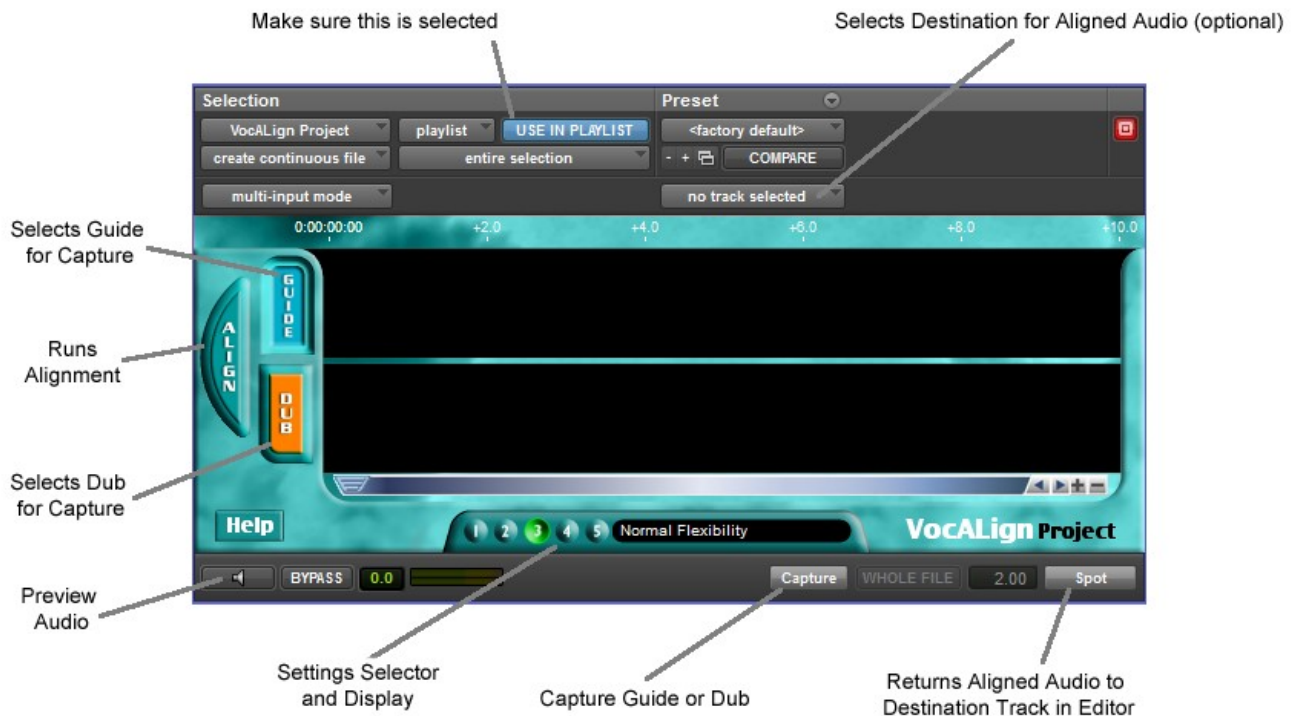 Make sure this is selected
Selects Destination for Aligned Audio (optional)
Selection
Preset
VocALign Project
playlist
USE IN PLAYLIST
<factory default>
create continuous file
entire selection
- +
COMPARE
multi-input mode
no track selected
Selects Guide
for Capture
0:00:00:00
+2.0
+4.0
+6.0
+8.0
+10.0
GUIDE
ALIGN
Runs
Alignment
DUB
Selects Dub
for Capture
Help
1 2 3 4 5
Normal Flexibility
VocALign Project
BYPASS
0.0
Capture
WHOLE FILE
2.00
Spot
Preview
Audio
Settings Selector
and Display
Capture Guide or Dub
Returns Aligned Audio to
Destination Track in Editor